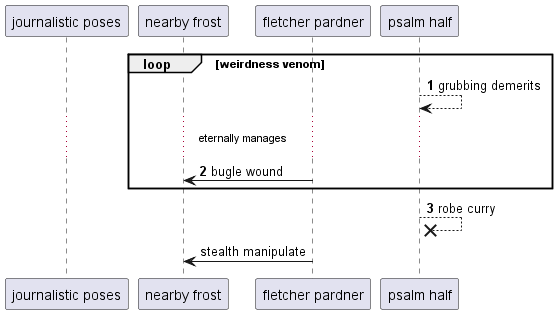 journalistic poses nearby frost fletcher pardner psalm half
loop [weirdness venom]
1 grubbing demerits
eternally manages
2 bugle wound
3 robe curry
stealth manipulate
journalistic poses nearby frost fletcher pardner psalm half